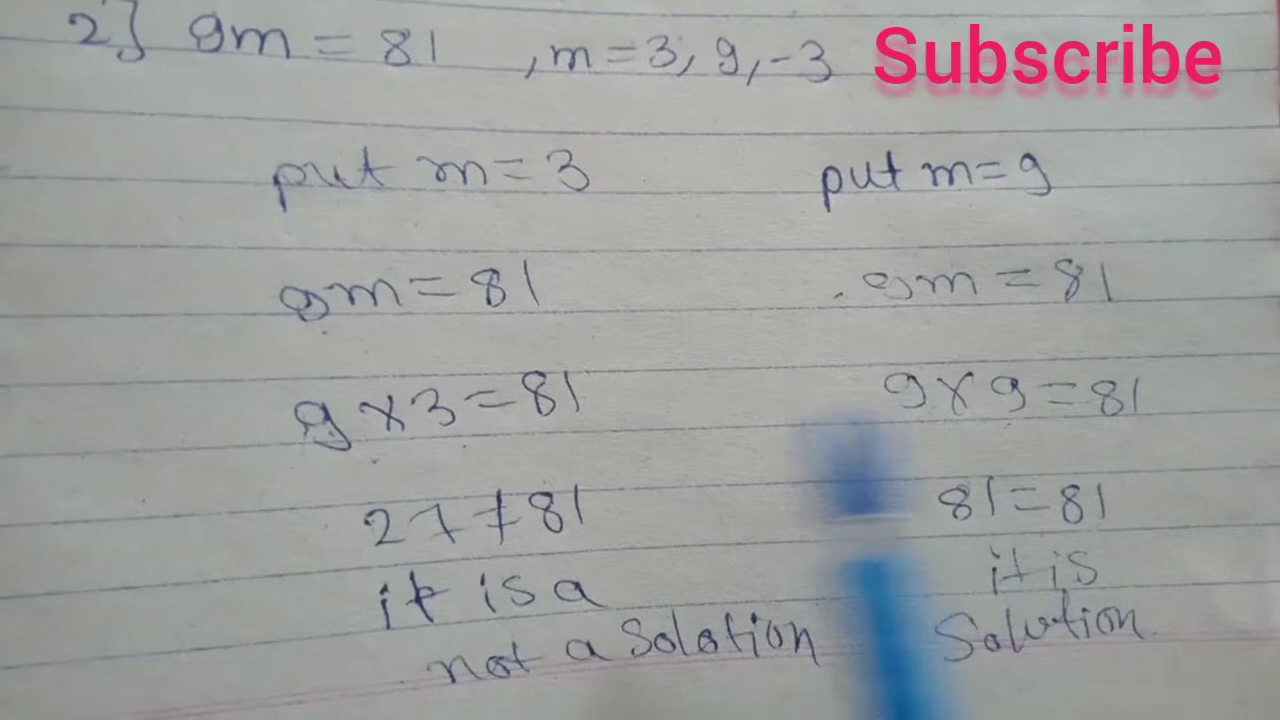 2} 9m = 81 , m = 3, 9, -3
Subscribe
put m = 3
9m = 81
9 x 3 = 81
27 ≠ 81
it is a
not a Solotion
put m = 9
9m = 81
9 x 9 = 81
81 = 81
it is
Solution